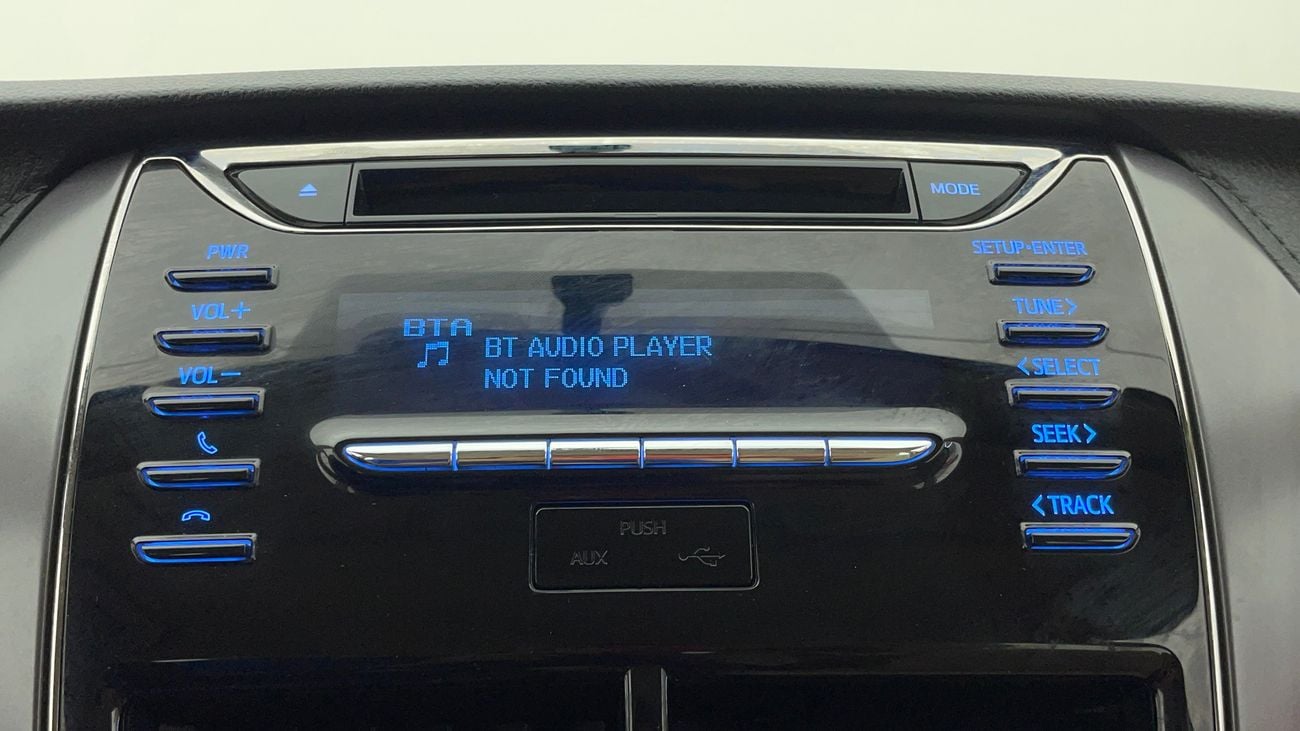 MODE
PWR
SETUP•ENTER
VOL+
TUNE>
BTA
BT AUDIO PLAYER
NOT FOUND
VOL−
<SELECT
SEEK>
<TRACK
PUSH
AUX